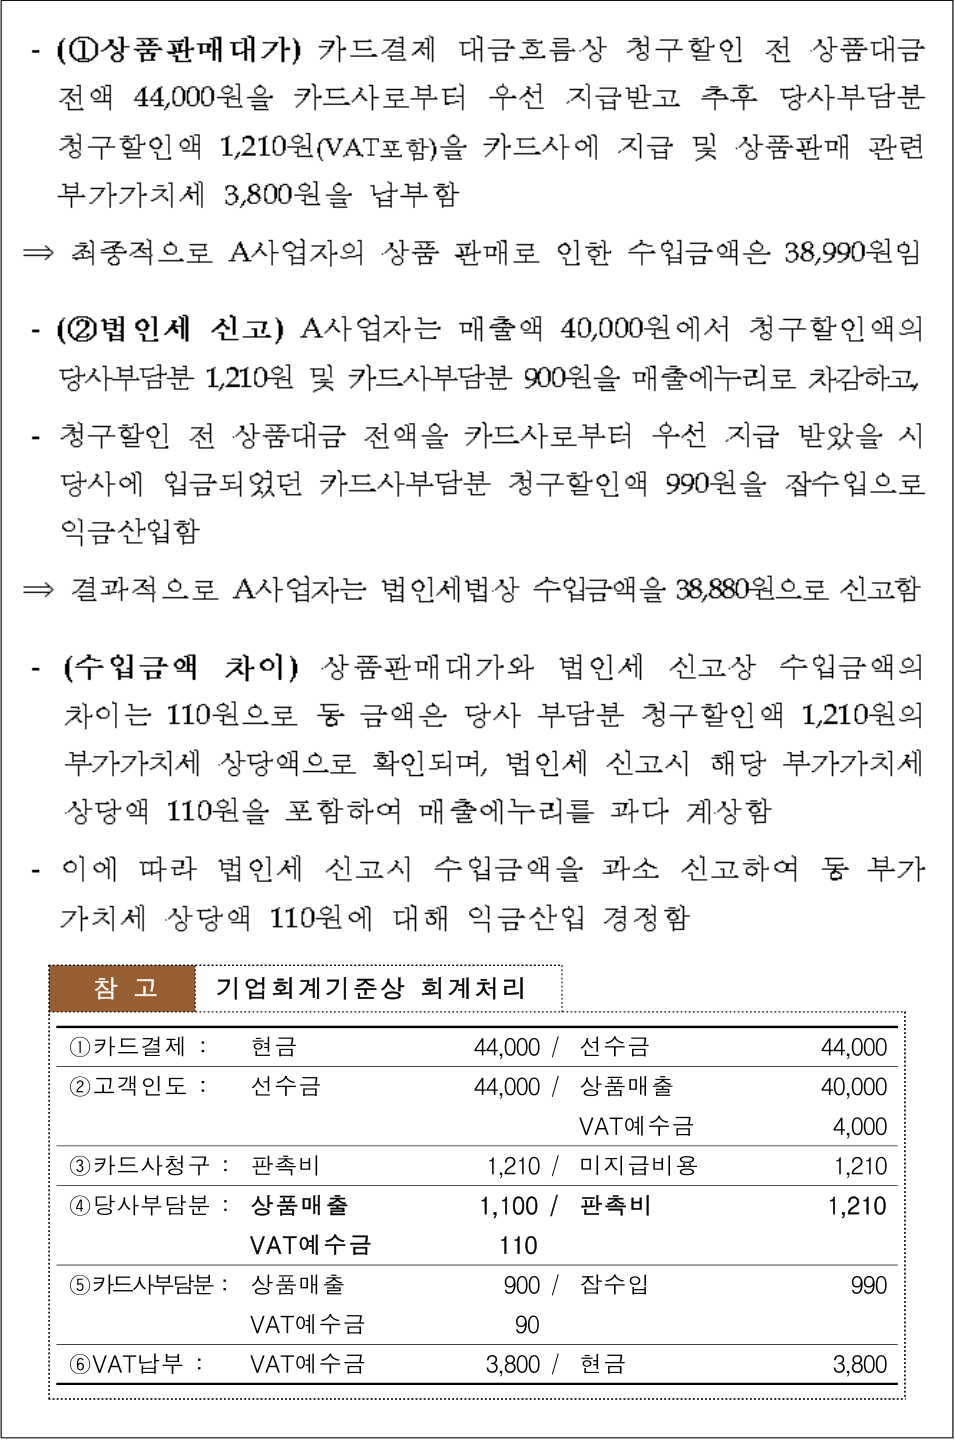 - (①상품판매대가) 카드결제 대금흐름상 청구할인 전 상품대금
전액 44,000원을 카드사로부터 우선 지급받고 추후 당사부담분
청구할인액 1,210원(VAT포함)을 카드사에 지급 및 상품판매 관련
부가가치세 3,800원을 납부함
⇒ 최종적으로 A사업자의 상품 판매로 인한 수입금액은 38,990원임
- (②법인세 신고) A사업자는 매출액 40,000원에서 청구할인액의
당사부담분 1,210원 및 카드사부담분 900원을 매출에누리로 차감하고,
- 청구할인 전 상품대금 전액을 카드사로부터 우선 지급 받았을 시
당사에 입금되었던 카드사부담분 청구할인액 990원을 잡수입으로
익금산입함
⇒ 결과적으로 A사업자는 법인세법상 수입금액을 38,880원으로 신고함
- (수입금액 차이) 상품판매대가와 법인세 신고상 수입금액의
차이는 110원으로 동 금액은 당사 부담분 청구할인액 1,210원의
부가가치세 상당액으로 확인되며, 법인세 신고시 해당 부가가치세
상당액 110원을 포함하여 매출에누리를 과다 계상함
- 이에 따라 법인세 신고시 수입금액을 과소 신고하여 동 부가
가치세 상당액 110원에 대해 익금산입 경정함
참 고 기업회계기준상 회계처리
①카드결제 : 현금 44,000 / 선수금 44,000
②고객인도 : 선수금 44,000 / 상품매출 40,000
VAT예수금 4,000
③카드사청구 : 판촉비 1,210 / 미지급비용 1,210
④당사부담분 : 상품매출 1,100 / 판촉비 1,210
VAT예수금 110
⑤카드사부담분 : 상품매출 900 / 잡수입 990
VAT예수금 90
⑥VAT납부 : VAT예수금 3,800 / 현금 3,800